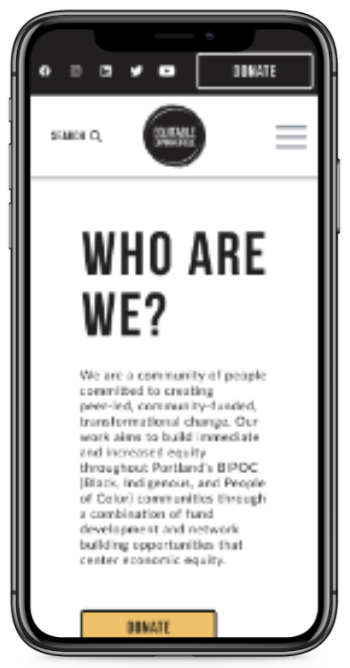 DONATE
SEARCH
EQUITABLE
WHO ARE
WE?
We are a community of people
committed to creating
peer-led, community-funded,
transformational change. Our
work aims to build immediate
and increased equity
throughout Portland's BIPOC
(Black, Indigenous, and People
of Color) communities through
a combination of fund
development and network
building opportunities that
center economic equity.
DONATE